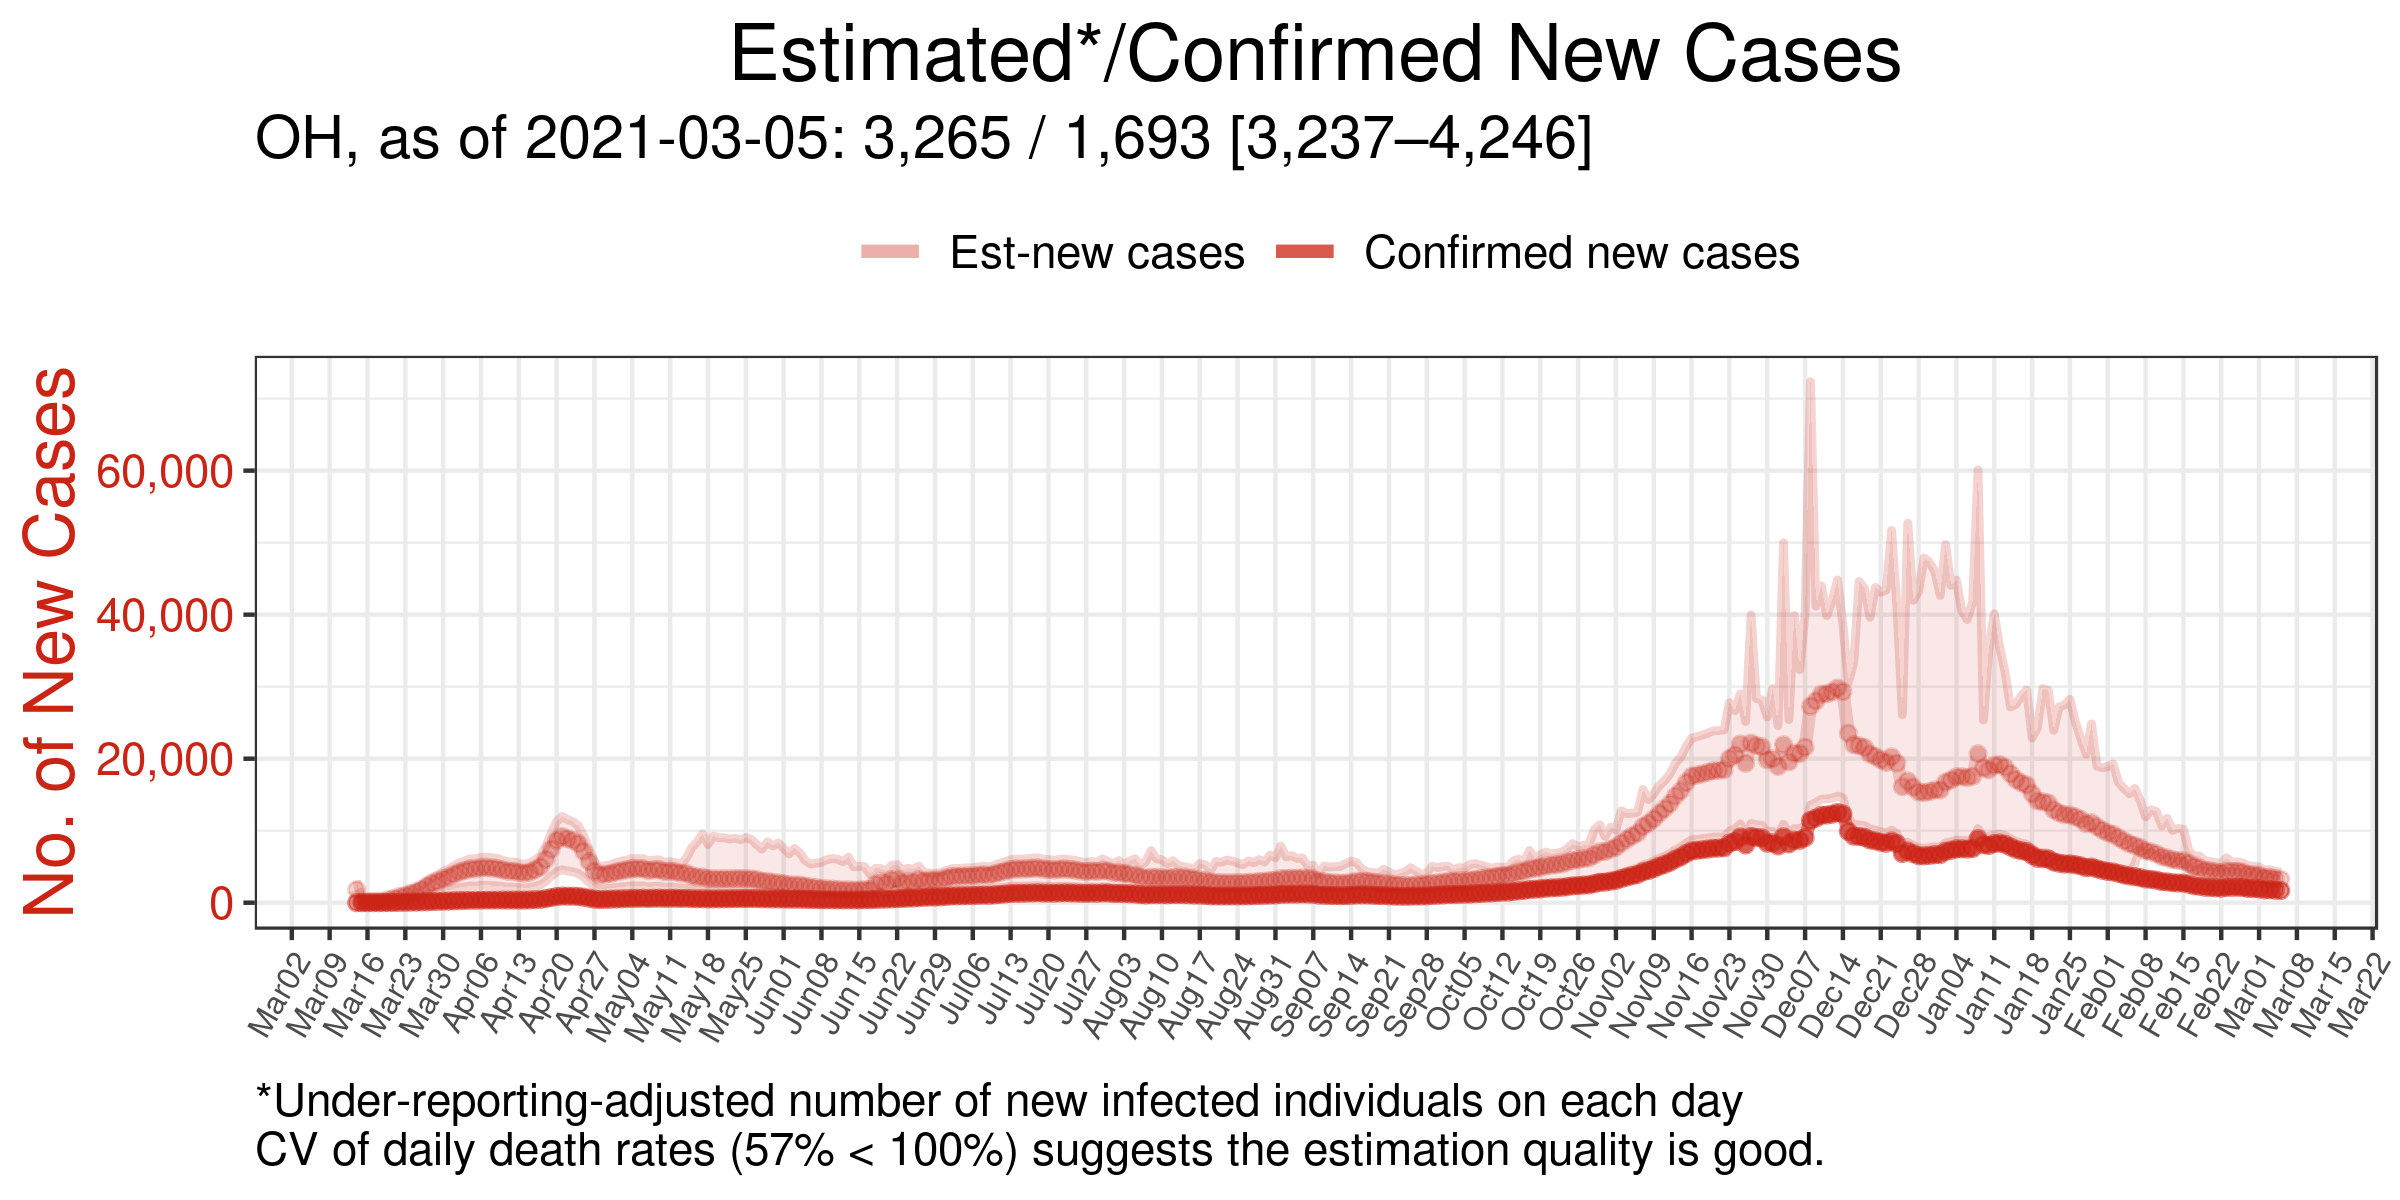 Estimated*/Confirmed New Cases
OH, as of 2021-03-05: 3,265 / 1,693 [3,237–4,246]
Est-new cases Confirmed new cases
No. of New Cases
60,000
40,000
20,000
0
Mar02 Mar09 Mar16 Mar23 Mar30 Apr06 Apr13 Apr20 Apr27 May04 May11 May18 May25 Jun01 Jun08 Jun15 Jun22 Jun29 Jul06 Jul13 Jul20 Jul27 Aug03 Aug10 Aug17 Aug24 Aug31 Sep07 Sep14 Sep21 Sep28 Oct05 Oct12 Oct19 Oct26 Nov02 Nov09 Nov16 Nov23 Nov30 Dec07 Dec14 Dec21 Dec28 Jan04 Jan11 Jan18 Jan25 Feb01 Feb08 Feb15 Feb22 Mar01 Mar08 Mar15 Mar22
*Under-reporting-adjusted number of new infected individuals on each day
CV of daily death rates (57% < 100%) suggests the estimation quality is good.